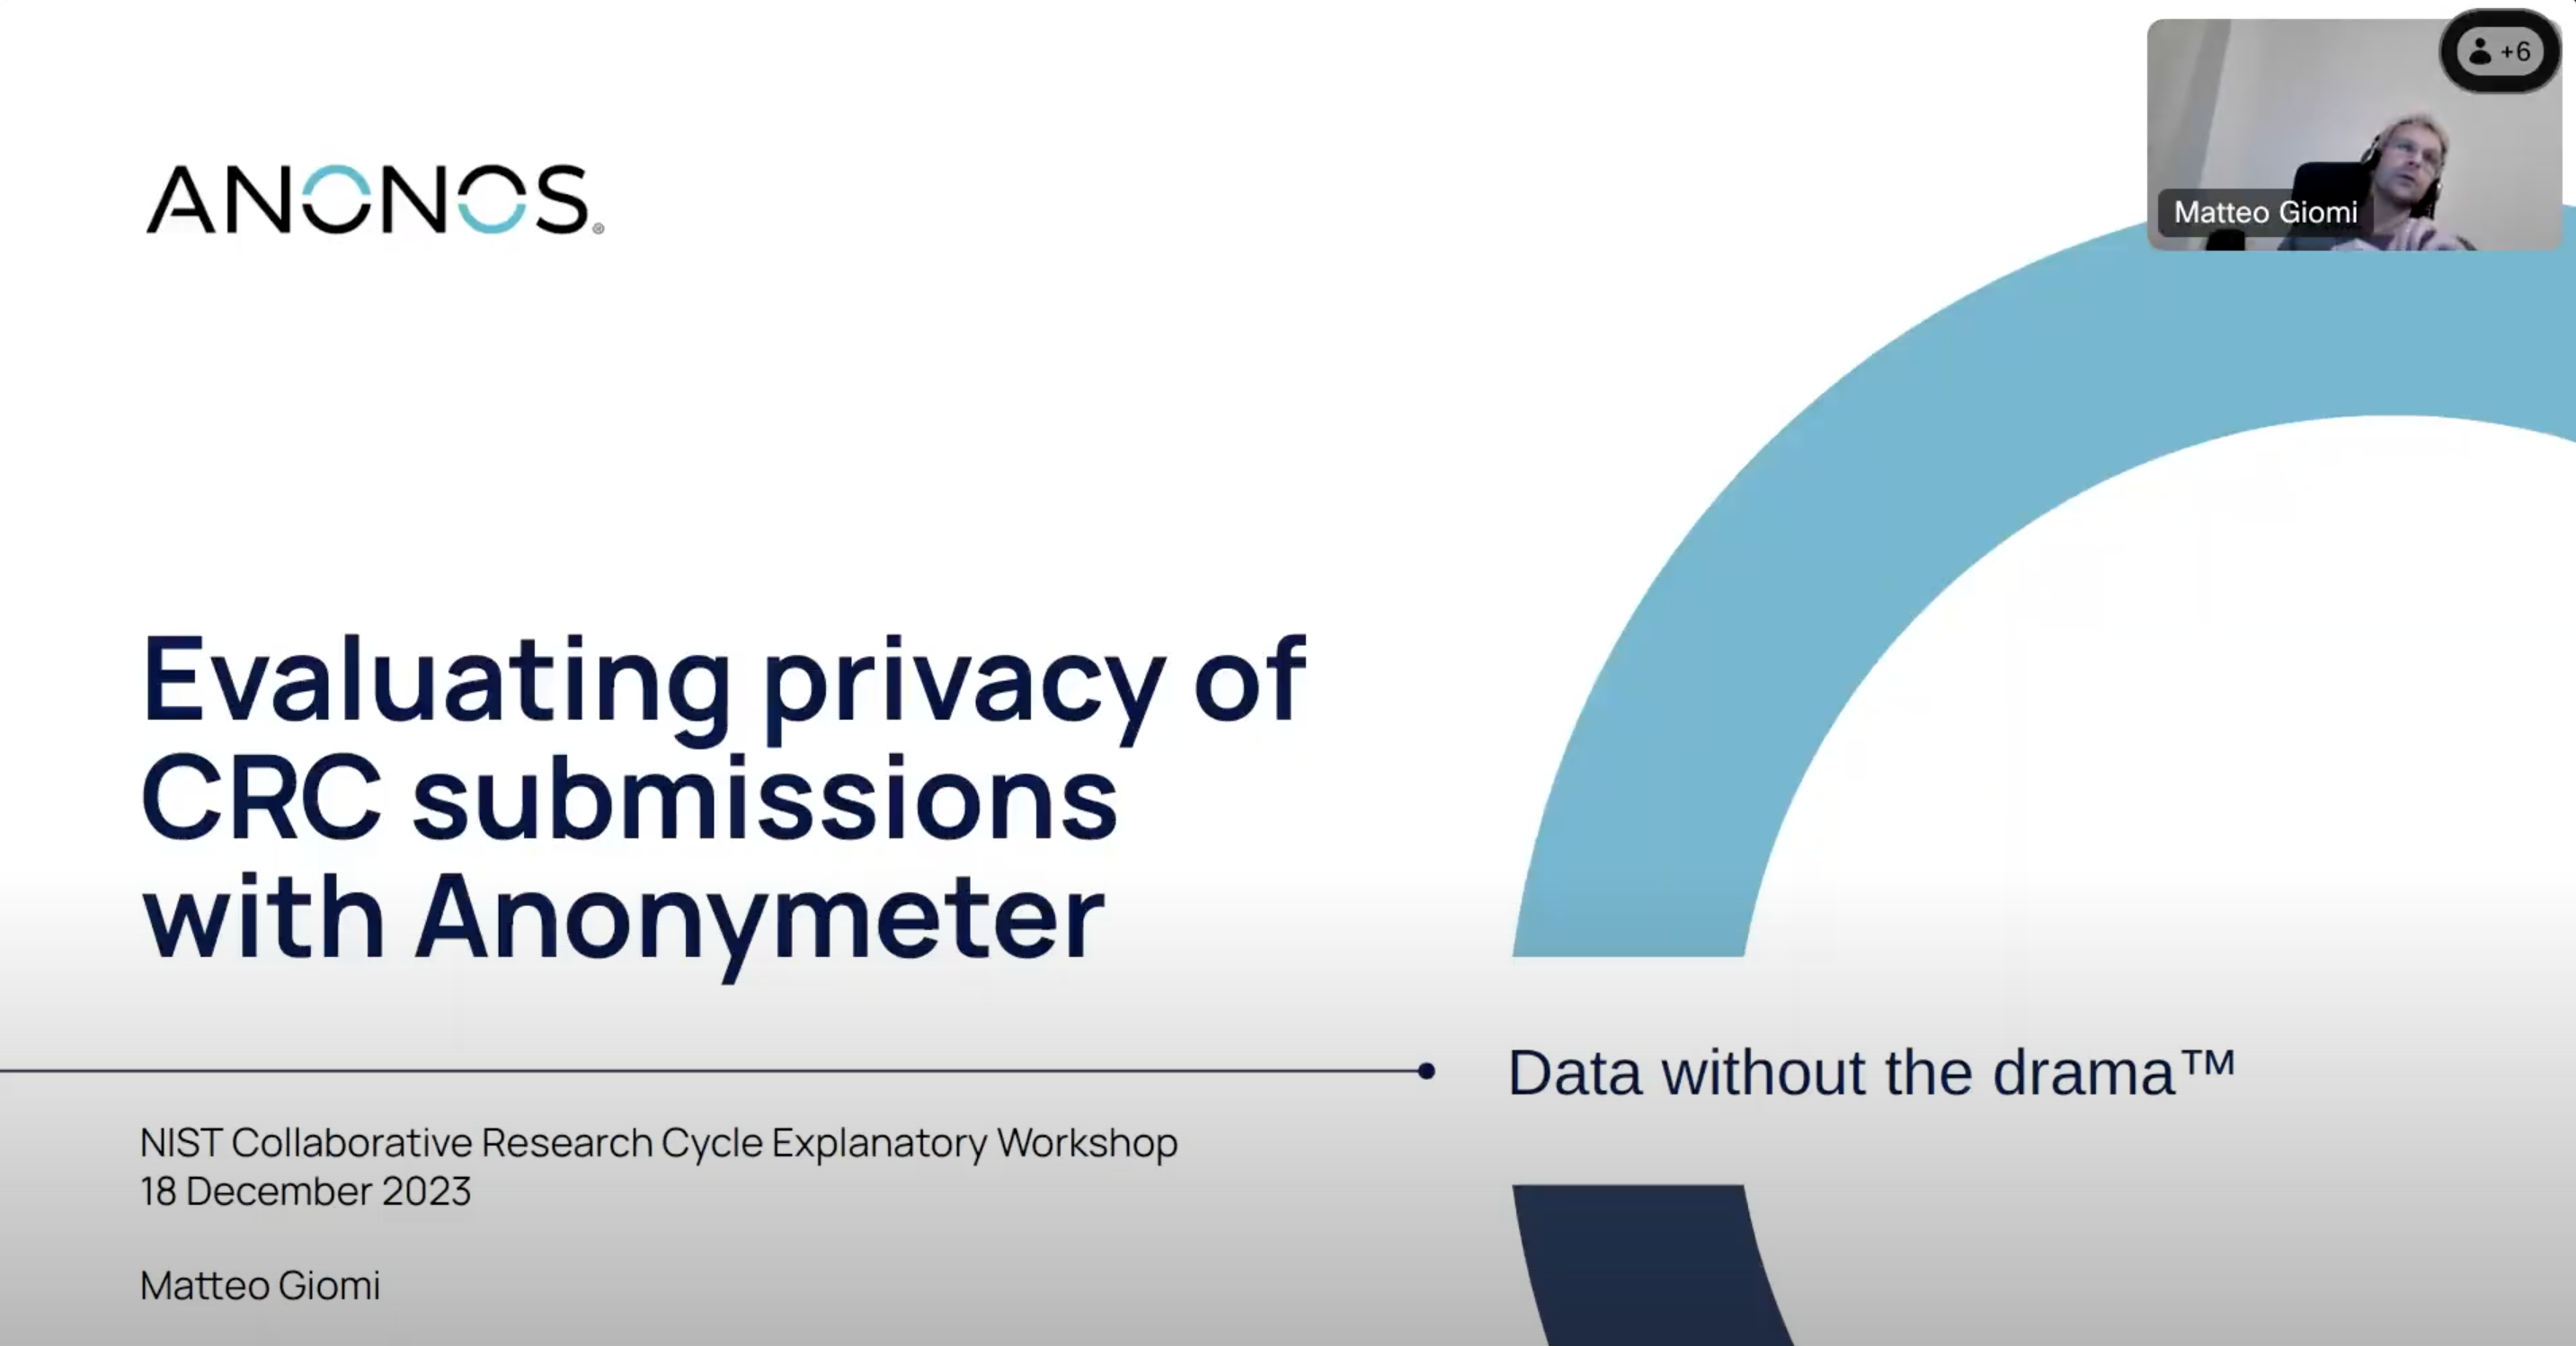 +6
Matteo Giomi
ANONOS®
Evaluating privacy of
CRC submissions
with Anonymeter
Data without the drama™
NIST Collaborative Research Cycle Explanatory Workshop
18 December 2023
Matteo Giomi